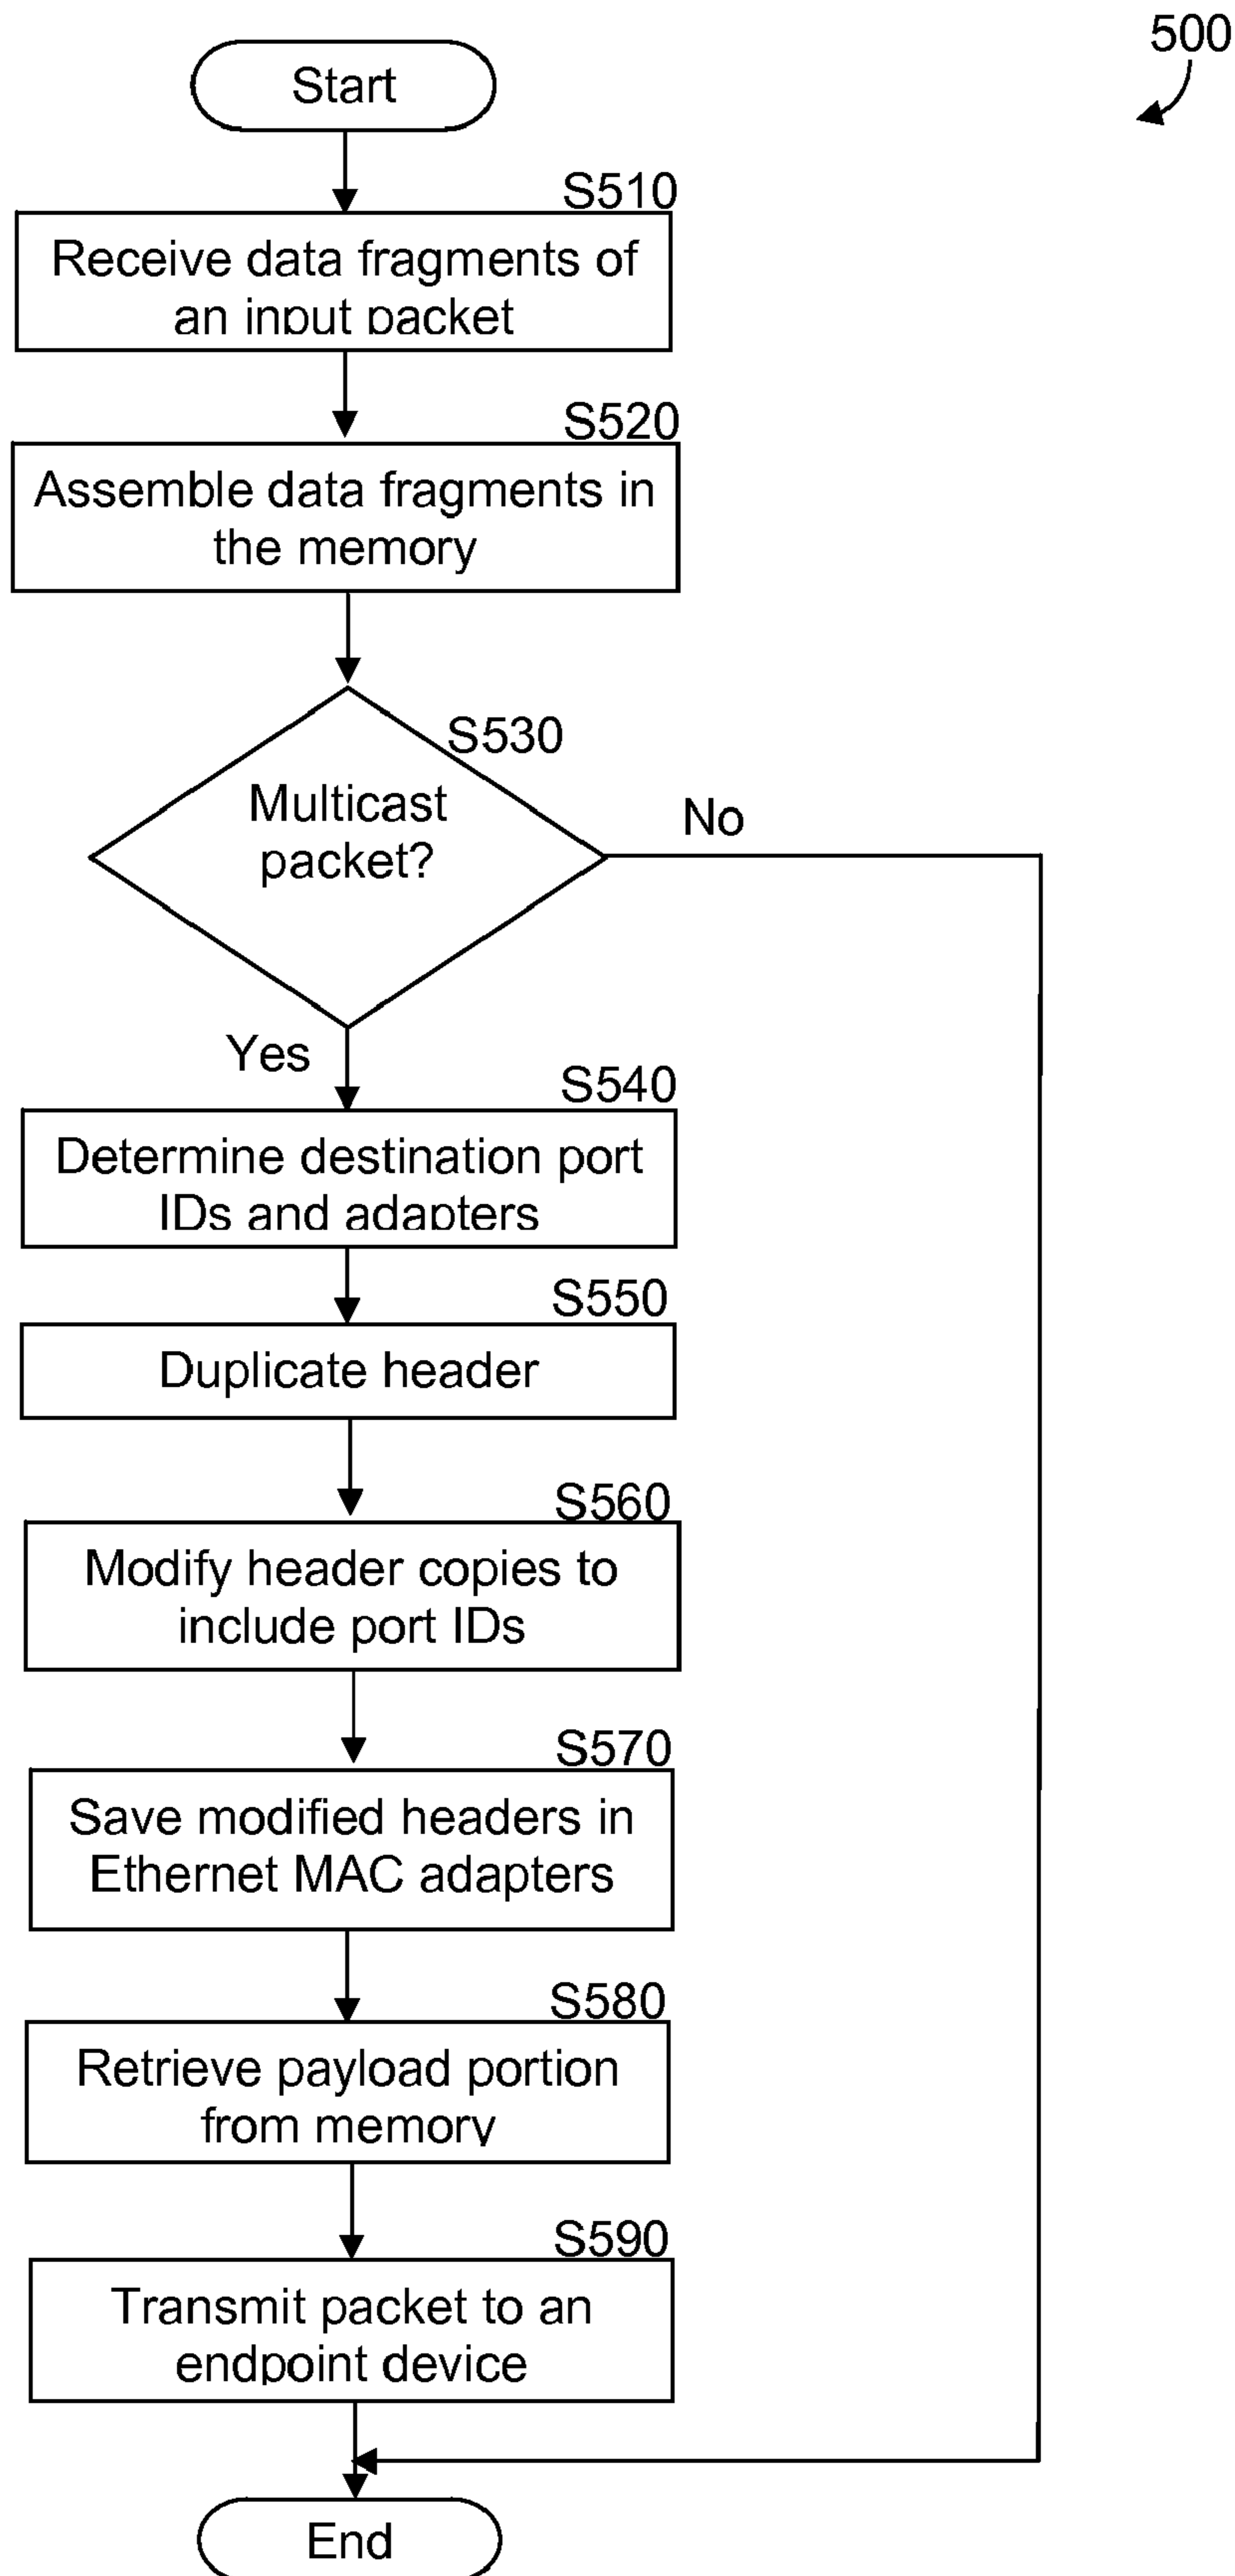 500
Start
S510
Receive data fragments of
an input packet
S520
Assemble data fragments in
the memory
S530
Multicast
packet?
No
Yes
S540
Determine destination port
IDs and adapters
S550
Duplicate header
S560
Modify header copies to
include port IDs
S570
Save modified headers in
Ethernet MAC adapters
S580
Retrieve payload portion
from memory
S590
Transmit packet to an
endpoint device
End